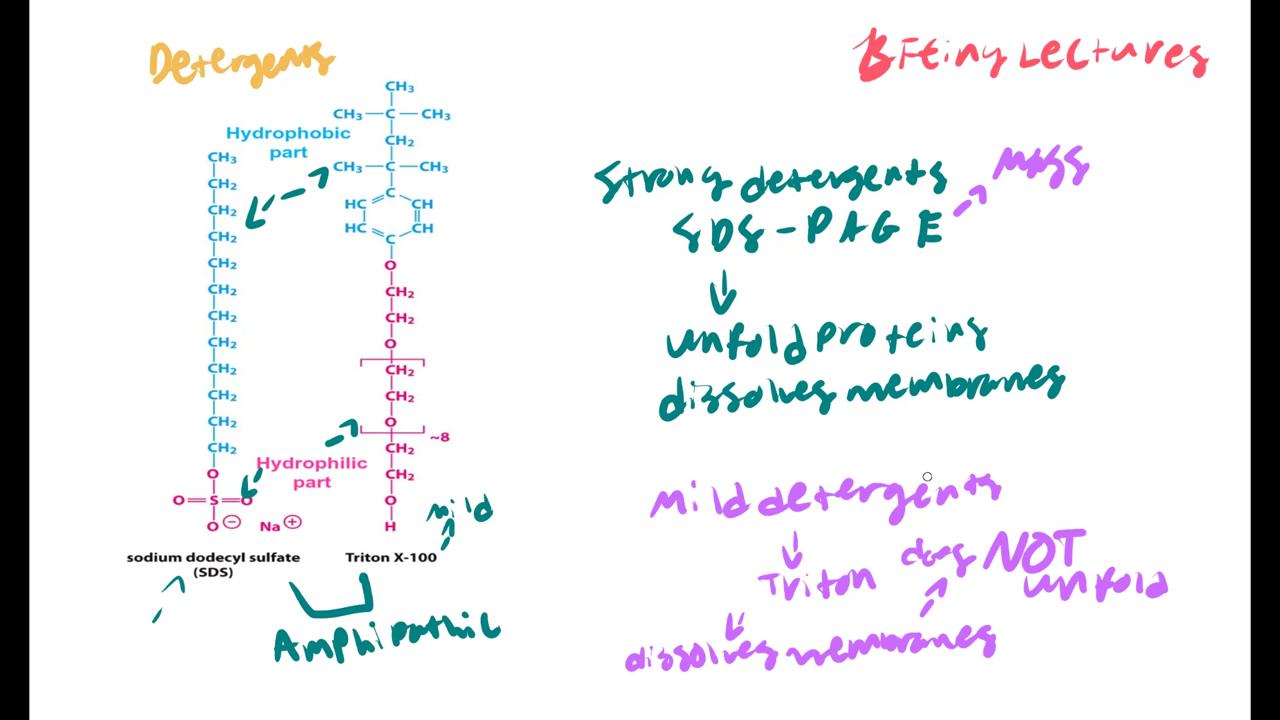 Detergents
BFeiny Lectures
Hydrophobic
part
CH3
CH2
CH2
CH2
CH2
CH2
CH2
CH2
CH2
CH2
CH2
CH2
O
O=S=O
O⊖ Na⊕
sodium dodecyl sulfate
(SDS)
CH3
CH3—C—CH3
CH2
CH3—C—CH3
C
HC CH
HC CH
C
O
CH2
CH2
O
CH2
CH2
O
~8
CH2
CH2
O
H
Triton X-100
Hydrophilic
part
mild
Amphipathic
Strong detergents
SDS-PAGE
mass
unfold proteins
dissolves membranes
Mild detergents
Triton
does NOT
unfold
dissolves membranes